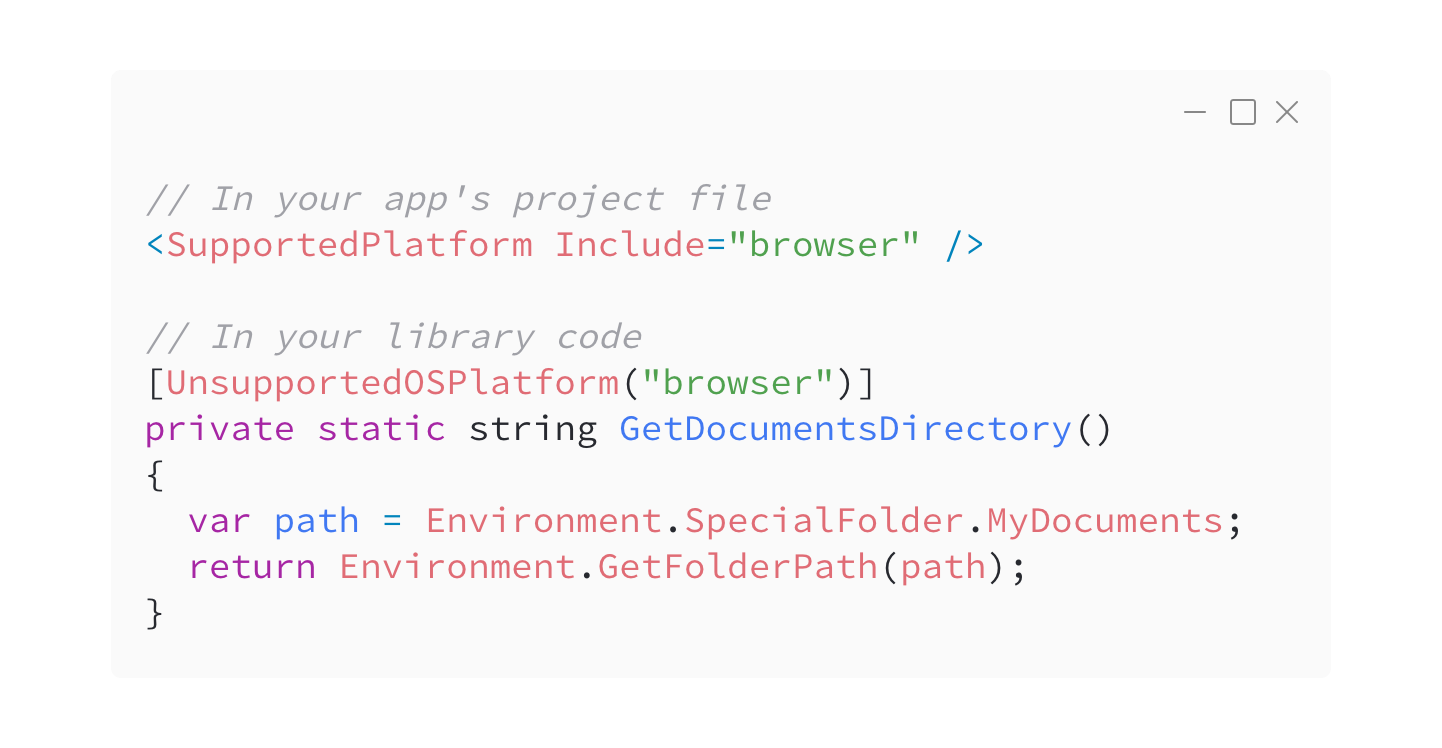 // In your app's project file
<SupportedPlatform Include="browser" />
// In your library code
[UnsupportedOSPlatform("browser")]
private static string GetDocumentsDirectory()
{
  var path = Environment.SpecialFolder.MyDocuments;
  return Environment.GetFolderPath(path);
}